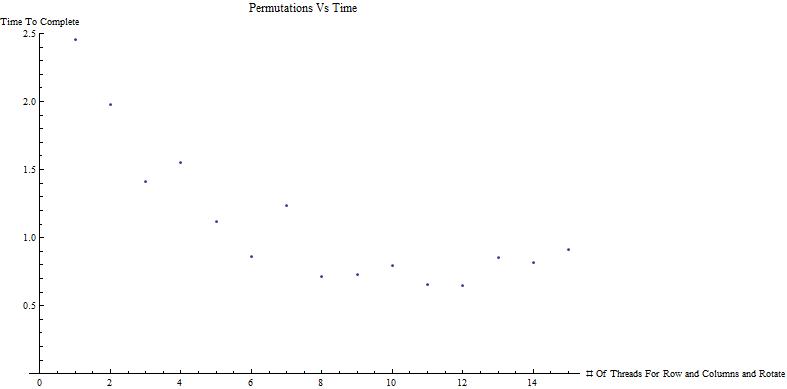 Permutations Vs Time
Time To Complete
2.5
2.0
1.5
1.0
0.5
0 2 4 6 8 10 12 14
# Of Threads For Row and Columns and Rotate